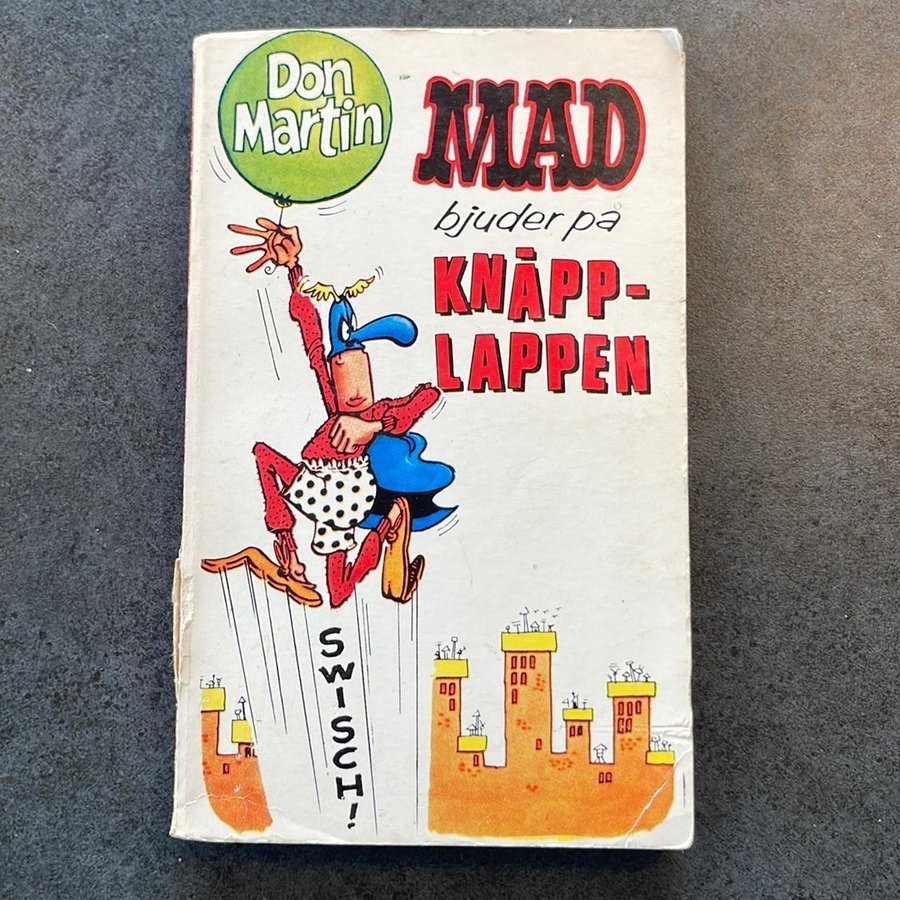 Don
Martin
MAD
bjuder på
KNÄPP-
LAPPEN
SWISCH!